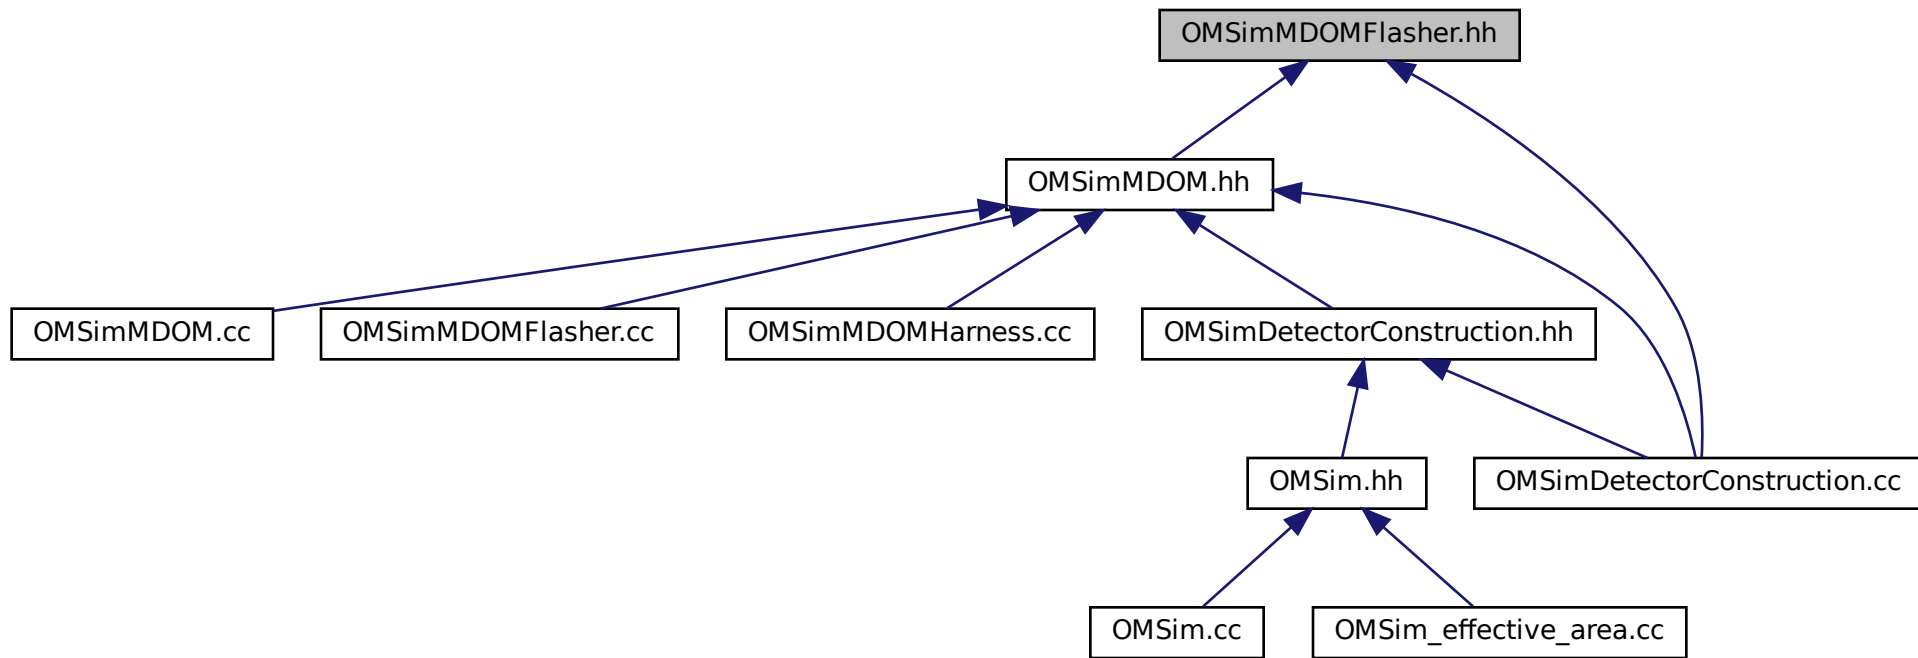 OMSimMDOMFlasher.hh
OMSimMDOM.hh
OMSimMDOM.cc
OMSimMDOMFlasher.cc
OMSimMDOMHarness.cc
OMSimDetectorConstruction.hh
OMSim.hh
OMSimDetectorConstruction.cc
OMSim.cc
OMSim_effective_area.cc